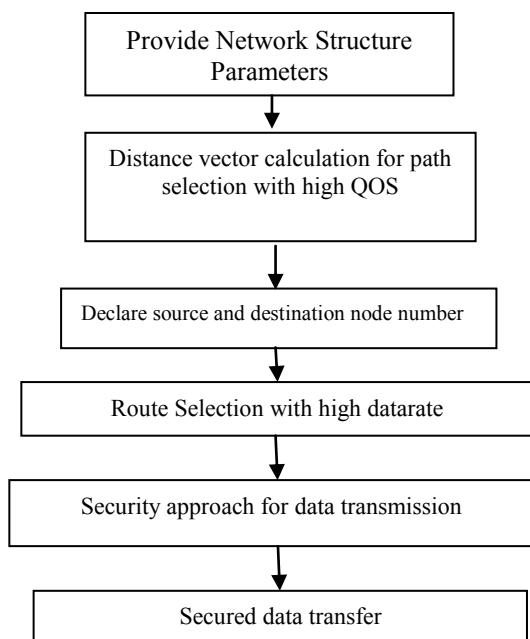 Provide Network Structure
Parameters
Distance vector calculation for path
selection with high QOS
Declare source and destination node number
Route Selection with high datarate
Security approach for data transmission
Secured data transfer